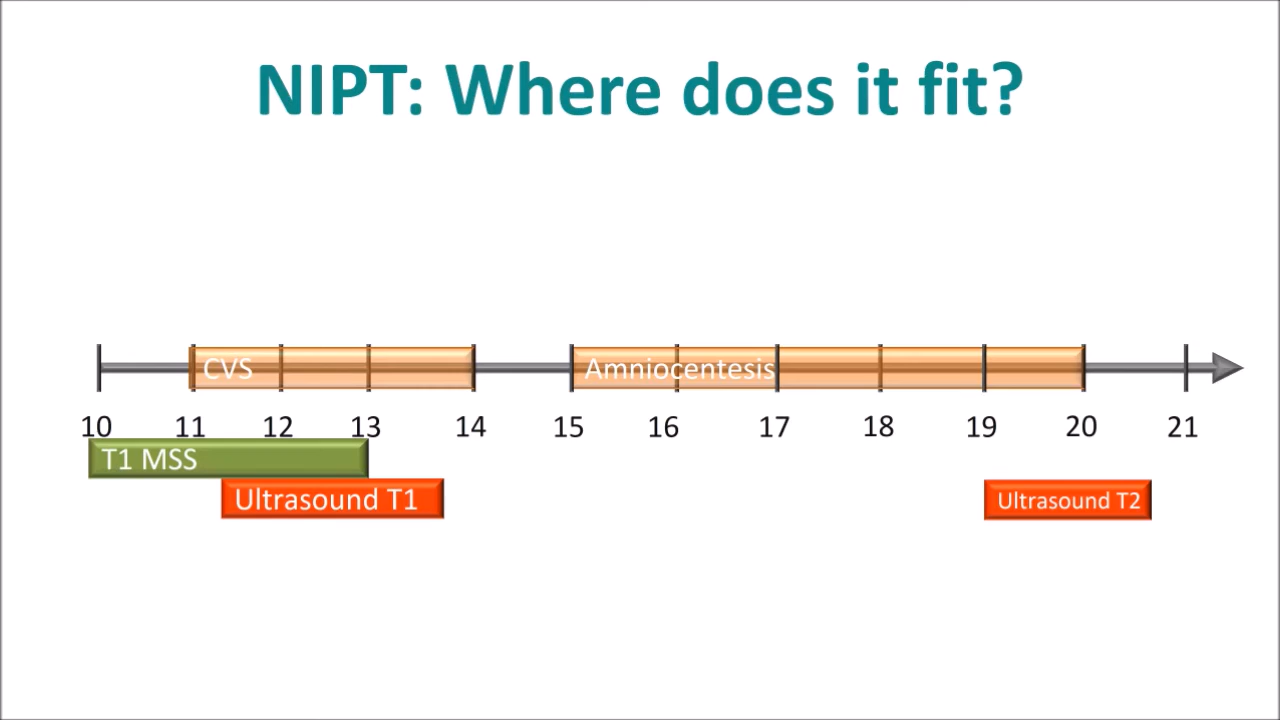 NIPT: Where does it fit?
CVS Amniocentesis
10 11 12 13 14 15 16 17 18 19 20 21
T1 MSS
Ultrasound T1 Ultrasound T2